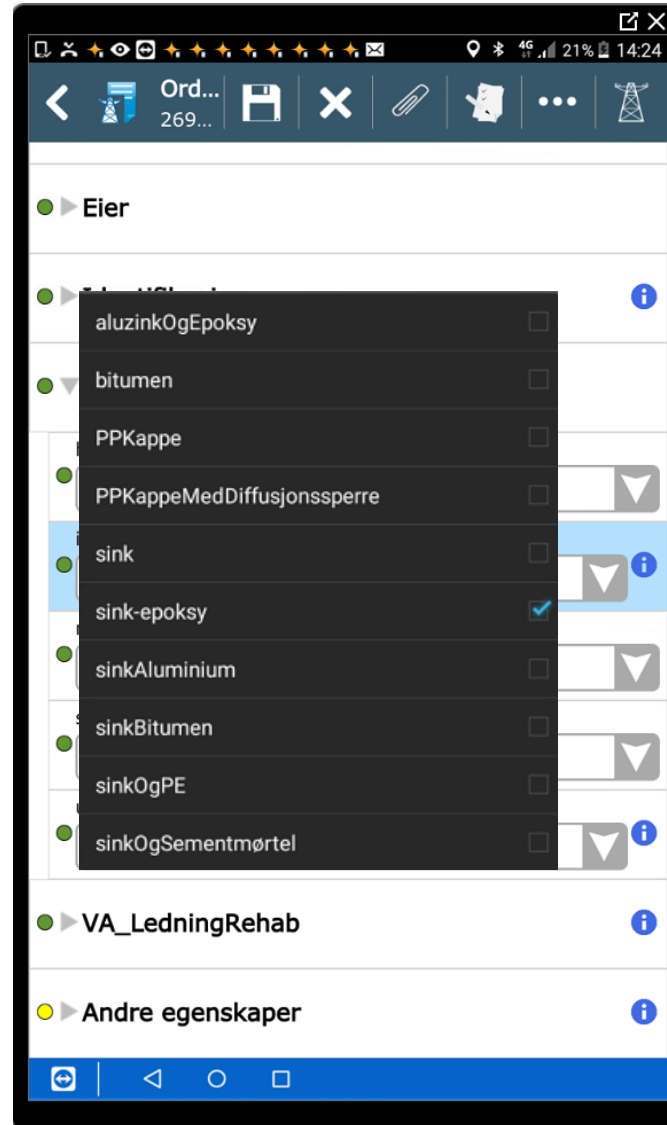 4G 21% 14:24
Ord...
269...
Eier
aluzinkOgEpoksy
bitumen
PPKappe
PPKappeMedDiffusjonssperre
sink
sink-epoksy
sinkAluminium
sinkBitumen
sinkOgPE
sinkOgSementmørtel
VA_LedningRehab
Andre egenskaper